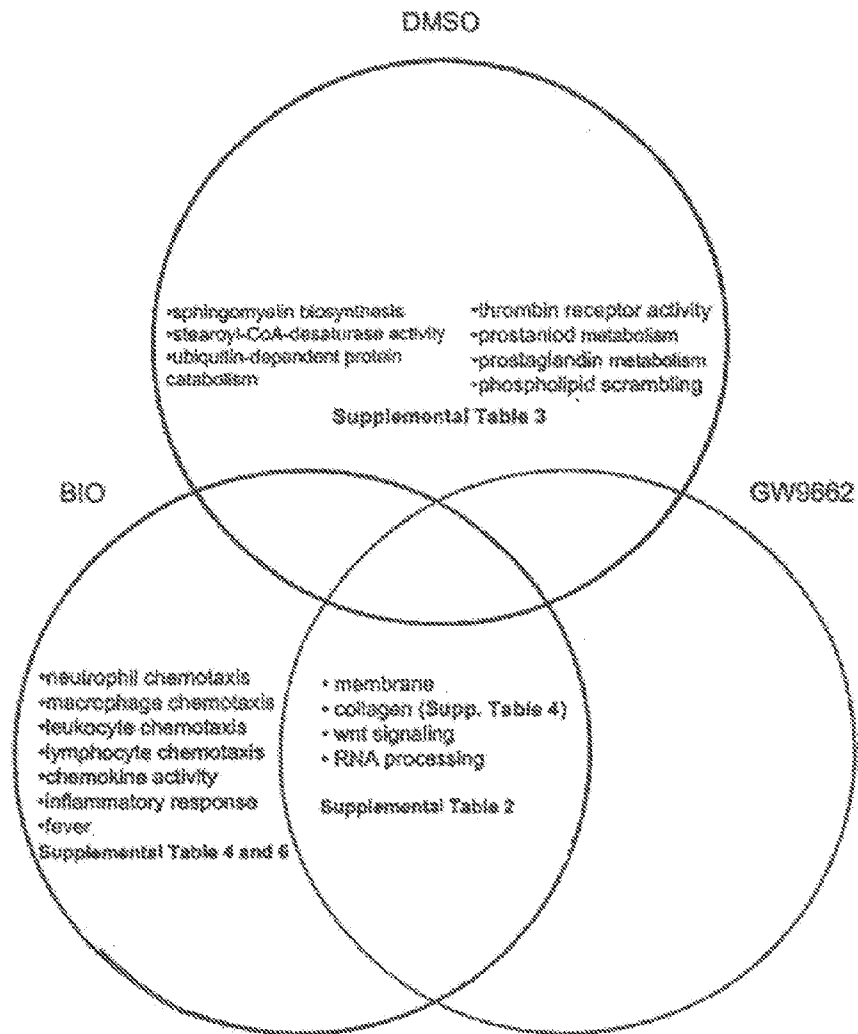 DMSO
•sphingomyelin biosynthesis
•stearoyl-CoA-desaturase activity
•ubiquitin-dependent protein
catabolism
•thrombin receptor activity
•prostaniod metabolism
•prostaglandin metabolism
•phospholipid scrambling
Supplemental Table 3
BIO
GW9662
•neutrophil chemotaxis
•macrophage chemotaxis
•leukocyte chemotaxis
•lymphocyte chemotaxis
•chemokine activity
•inflammatory response
•fever
Supplemental Table 4 and 6
• membrane
• collagen (Supp. Table 4)
• wnt signaling
• RNA processing
Supplemental Table 2